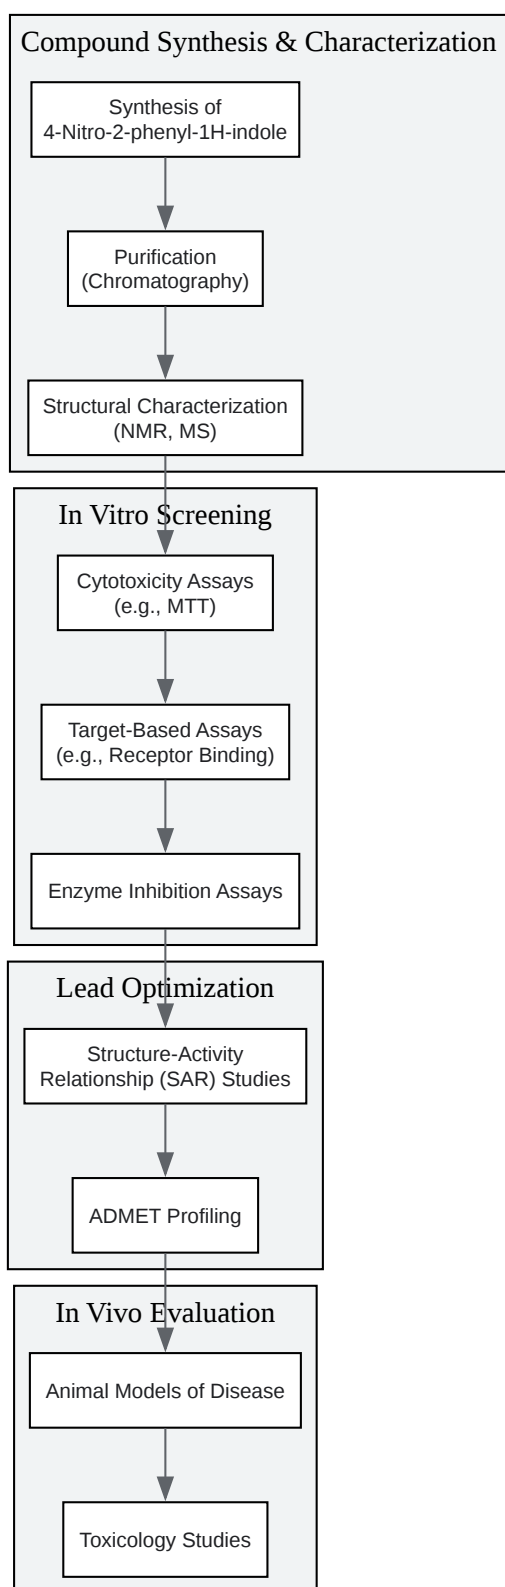 Compound Synthesis & Characterization
Synthesis of
4-Nitro-2-phenyl-1H-indole
Purification
(Chromatography)
Structural Characterization
(NMR, MS)
In Vitro Screening
Cytotoxicity Assays
(e.g., MTT)
Target-Based Assays
(e.g., Receptor Binding)
Enzyme Inhibition Assays
Lead Optimization
Structure-Activity
Relationship (SAR) Studies
ADMET Profiling
In Vivo Evaluation
Animal Models of Disease
Toxicology Studies